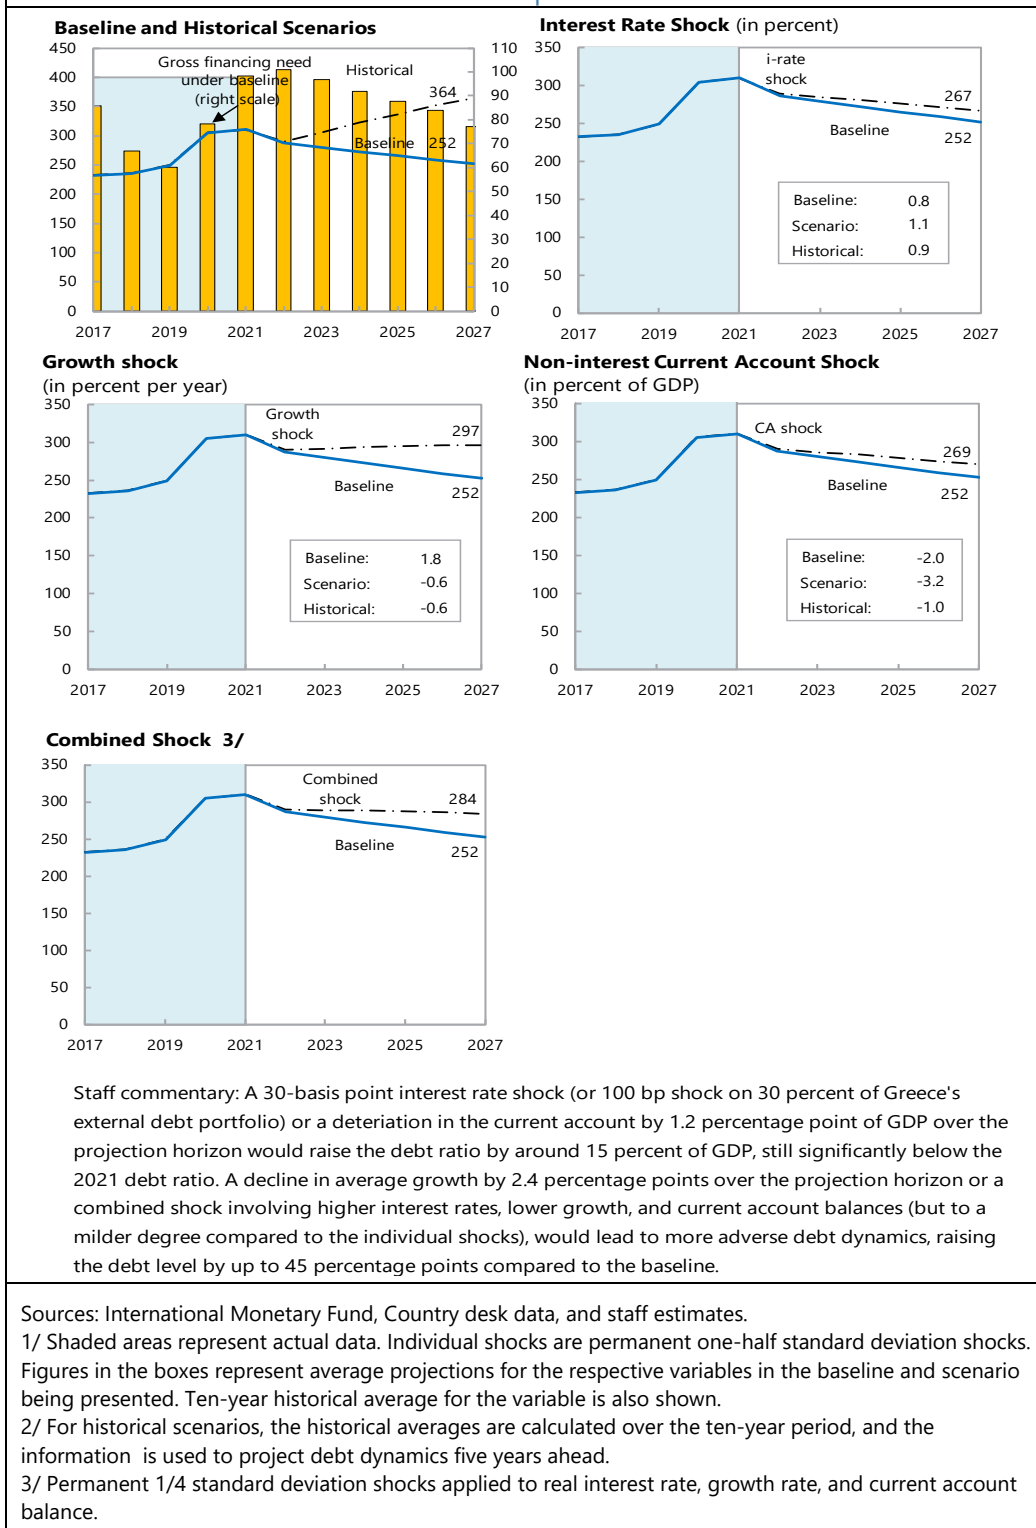 Baseline and Historical Scenarios
450
400
350
300
250
200
150
100
50
0
110
100
90
80
70
60
50
40
30
20
10
0
Gross financing need
under baseline
(right scale)
Historical
364
Baseline 252
2017 2019 2021 2023 2025 2027
Interest Rate Shock (in percent)
350
300
250
200
150
100
50
0
i-rate
shock
267
Baseline
252
Baseline: 0.8
Scenario: 1.1
Historical: 0.9
2017 2019 2021 2023 2025 2027
Growth shock
(in percent per year)
350
300
250
200
150
100
50
0
Growth
shock
297
Baseline
252
Baseline: 1.8
Scenario: -0.6
Historical: -0.6
2017 2019 2021 2023 2025 2027
Non-interest Current Account Shock
(in percent of GDP)
350
300
250
200
150
100
50
0
CA shock
269
Baseline
252
Baseline: -2.0
Scenario: -3.2
Historical: -1.0
2017 2019 2021 2023 2025 2027
Combined Shock 3/
350
300
250
200
150
100
50
0
Combined
shock
284
Baseline
252
2017 2019 2021 2023 2025 2027
Staff commentary: A 30-basis point interest rate shock (or 100 bp shock on 30 percent of Greece's
external debt portfolio) or a deteriation in the current account by 1.2 percentage point of GDP over the
projection horizon would raise the debt ratio by around 15 percent of GDP, still significantly below the
2021 debt ratio. A decline in average growth by 2.4 percentage points over the projection horizon or a
combined shock involving higher interest rates, lower growth, and current account balances (but to a
milder degree compared to the individual shocks), would lead to more adverse debt dynamics, raising
the debt level by up to 45 percentage points compared to the baseline.
Sources: International Monetary Fund, Country desk data, and staff estimates.
1/ Shaded areas represent actual data. Individual shocks are permanent one-half standard deviation shocks.
Figures in the boxes represent average projections for the respective variables in the baseline and scenario
being presented. Ten-year historical average for the variable is also shown.
2/ For historical scenarios, the historical averages are calculated over the ten-year period, and the
information is used to project debt dynamics five years ahead.
3/ Permanent 1/4 standard deviation shocks applied to real interest rate, growth rate, and current account
balance.